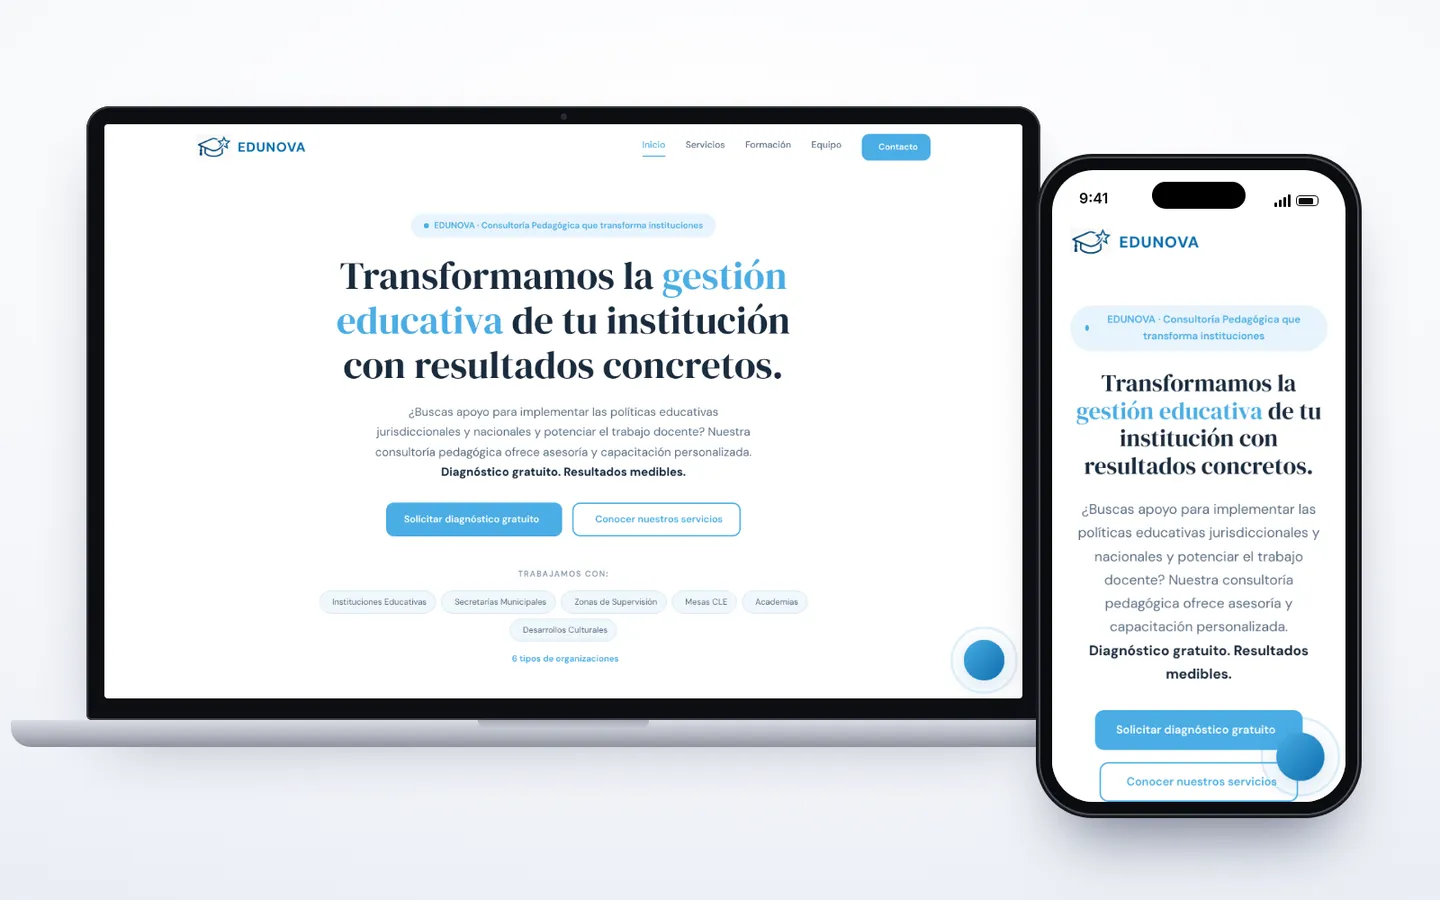 EDUNOVA
Inicio
Servicios
Formación
Equipo
Contacto
EDUNOVA · Consultoría Pedagógica que transforma instituciones
Transformamos la gestión
educativa de tu institución
con resultados concretos.
¿Buscas apoyo para implementar las políticas educativas
jurisdiccionales y nacionales y potenciar el trabajo docente? Nuestra
consultoría pedagógica ofrece asesoría y capacitación personalizada.
Diagnóstico gratuito. Resultados medibles.
Solicitar diagnóstico gratuito
Conocer nuestros servicios
TRABAJAMOS CON:
Instituciones Educativas
Secretarías Municipales
Zonas de Supervisión
Mesas CLE
Academias
Desarrollos Culturales
6 tipos de organizaciones
9:41
EDUNOVA
EDUNOVA · Consultoría Pedagógica que
transforma instituciones
Transformamos la
gestión educativa de tu
institución con
resultados concretos.
¿Buscas apoyo para implementar las
políticas educativas jurisdiccionales y
nacionales y potenciar el trabajo
docente? Nuestra consultoría
pedagógica ofrece asesoría y
capacitación personalizada.
Diagnóstico gratuito. Resultados
medibles.
Solicitar diagnóstico gratuito
Conocer nuestros servicios